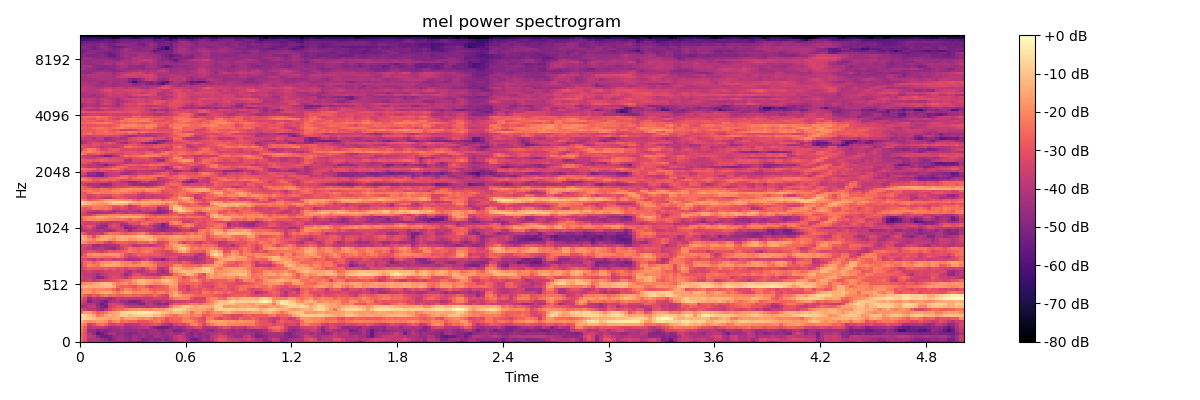 mel power spectrogram
8192
4096
2048
1024
512
0
Hz
0 0.6 1.2 1.8 2.4 3 3.6 4.2 4.8
Time
+0 dB
-10 dB
-20 dB
-30 dB
-40 dB
-50 dB
-60 dB
-70 dB
-80 dB